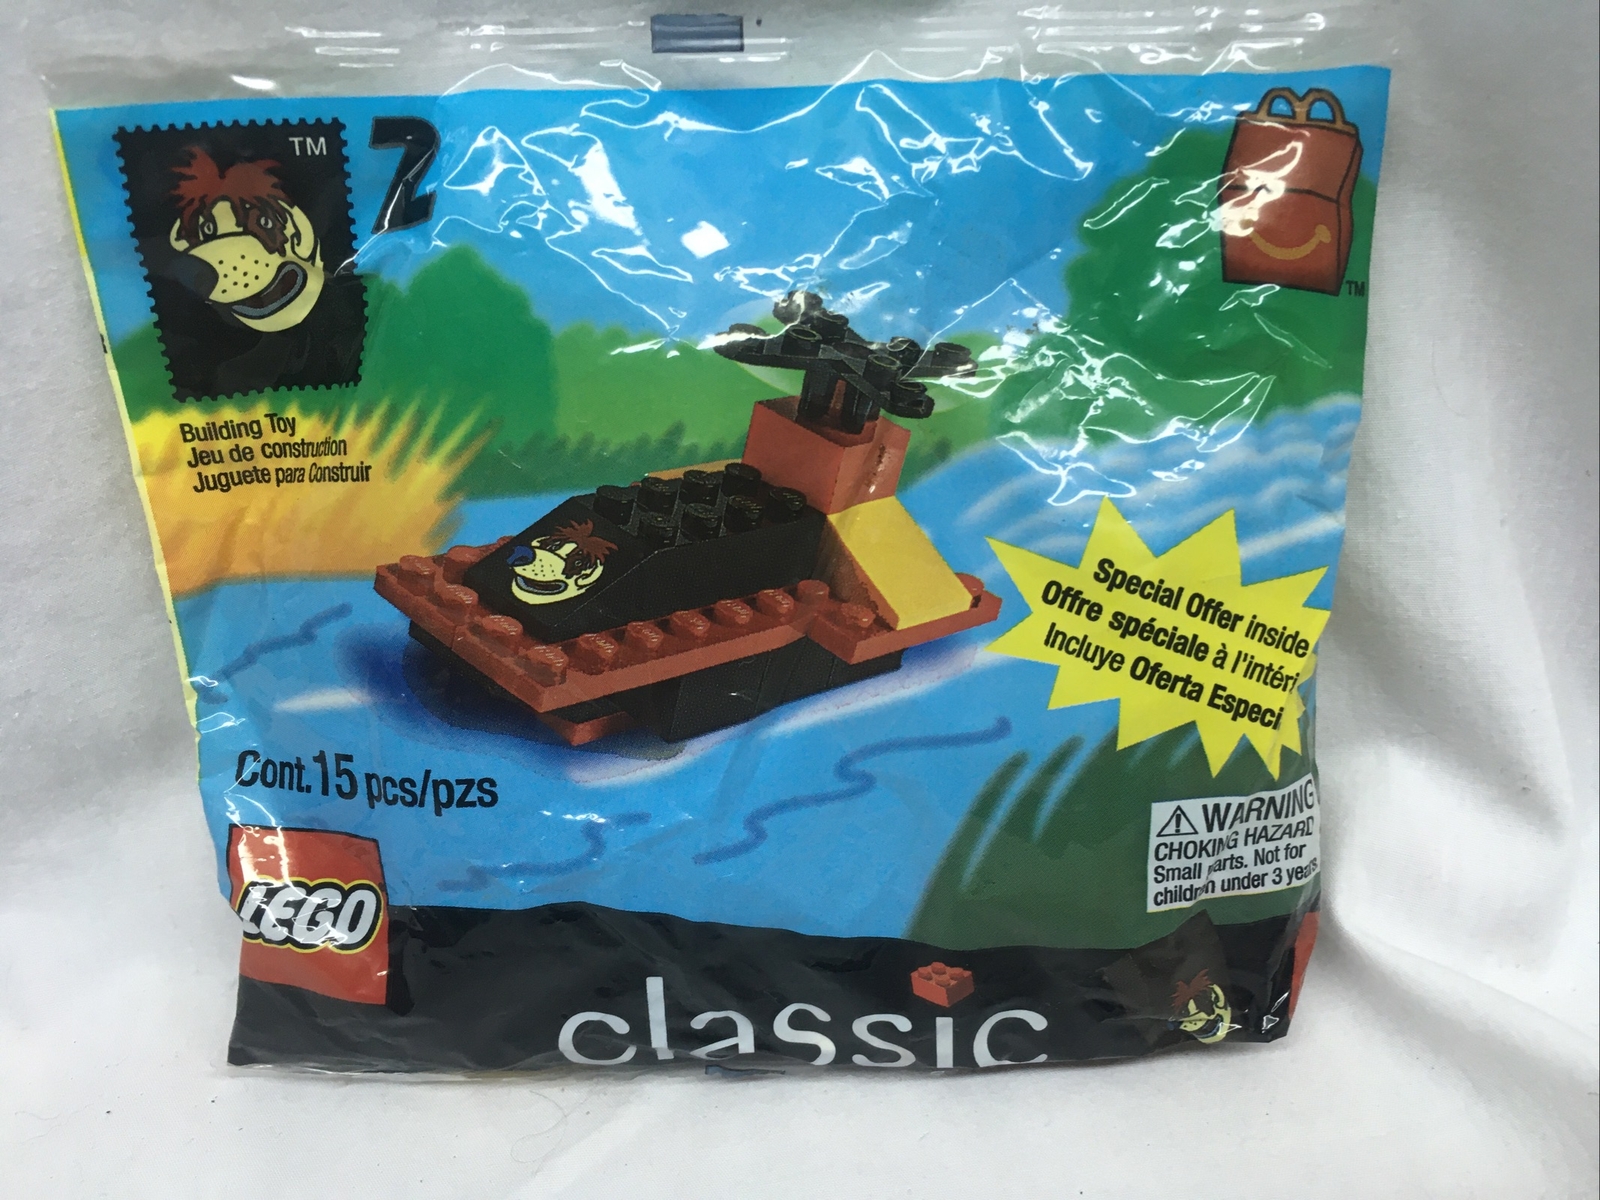 TM
2
TM
Building Toy
Jeu de construction
Juguete para Construir
Special Offer inside
Offre spéciale à l'intéri
Incluye Oferta Especi
Cont. 15 pcs/pzs
WARNING
CHOKING HAZARD
Small parts. Not for
children under 3 years.
LEGO
classic